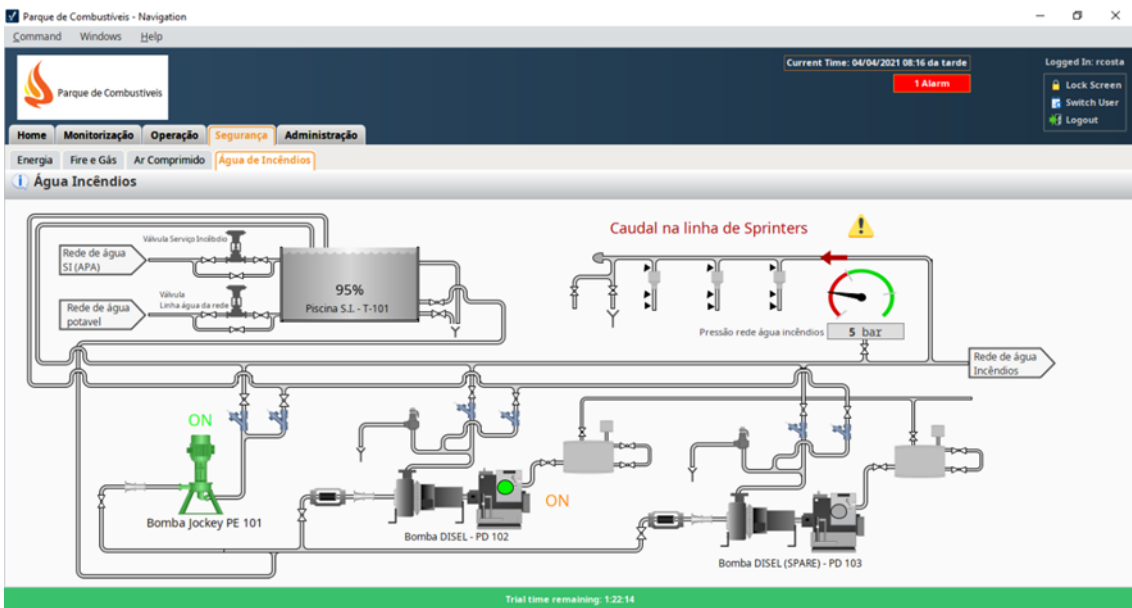 Parque de Combustíveis - Navigation
Command Windows Help
Parque de Combustiveis
Current Time: 04/04/2021 08:16 da tarde
1 Alarm
Logged In: rcosta
Lock Screen
Switch User
Logout
Home Monitorização Operação Segurança Administração
Energia Fire e Gás Ar Comprimido Água de Incêndios
Água Incêndios
Rede de água
SI (APA)
Válvula Serviço Incêbdio
Rede de água
potavel
Válvula
Linha água da rede
95%
Piscina S.I. - T-101
Caudal na linha de Sprinters
Pressão rede água incêndios
5 bar
Rede de água
Incêndios
ON
Bomba Jockey PE 101
ON
Bomba DISEL - PD 102
Bomba DISEL (SPARE) - PD 103
Trial time remaining: 1:22:14